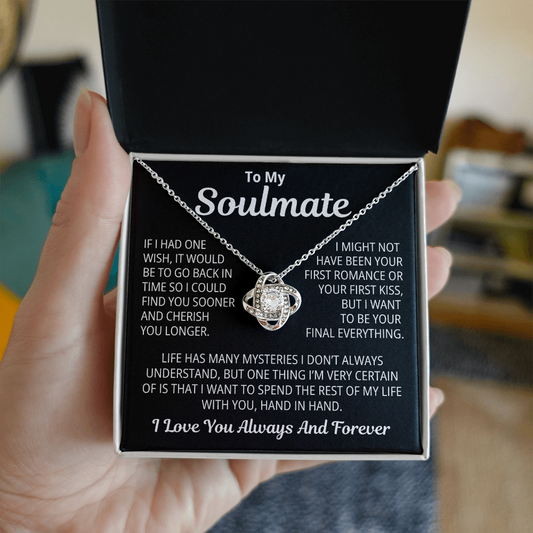 To My
Soulmate
IF I HAD ONE
WISH, IT WOULD
BE TO GO BACK IN
TIME SO I COULD
FIND YOU SOONER
AND CHERISH
YOU LONGER.
I MIGHT NOT
HAVE BEEN YOUR
FIRST ROMANCE OR
YOUR FIRST KISS,
BUT I WANT
TO BE YOUR
FINAL EVERYTHING.
LIFE HAS MANY MYSTERIES I DON’T ALWAYS
UNDERSTAND, BUT ONE THING I’M VERY CERTAIN
OF IS THAT I WANT TO SPEND THE REST OF MY LIFE
WITH YOU, HAND IN HAND.
I Love You Always And Forever